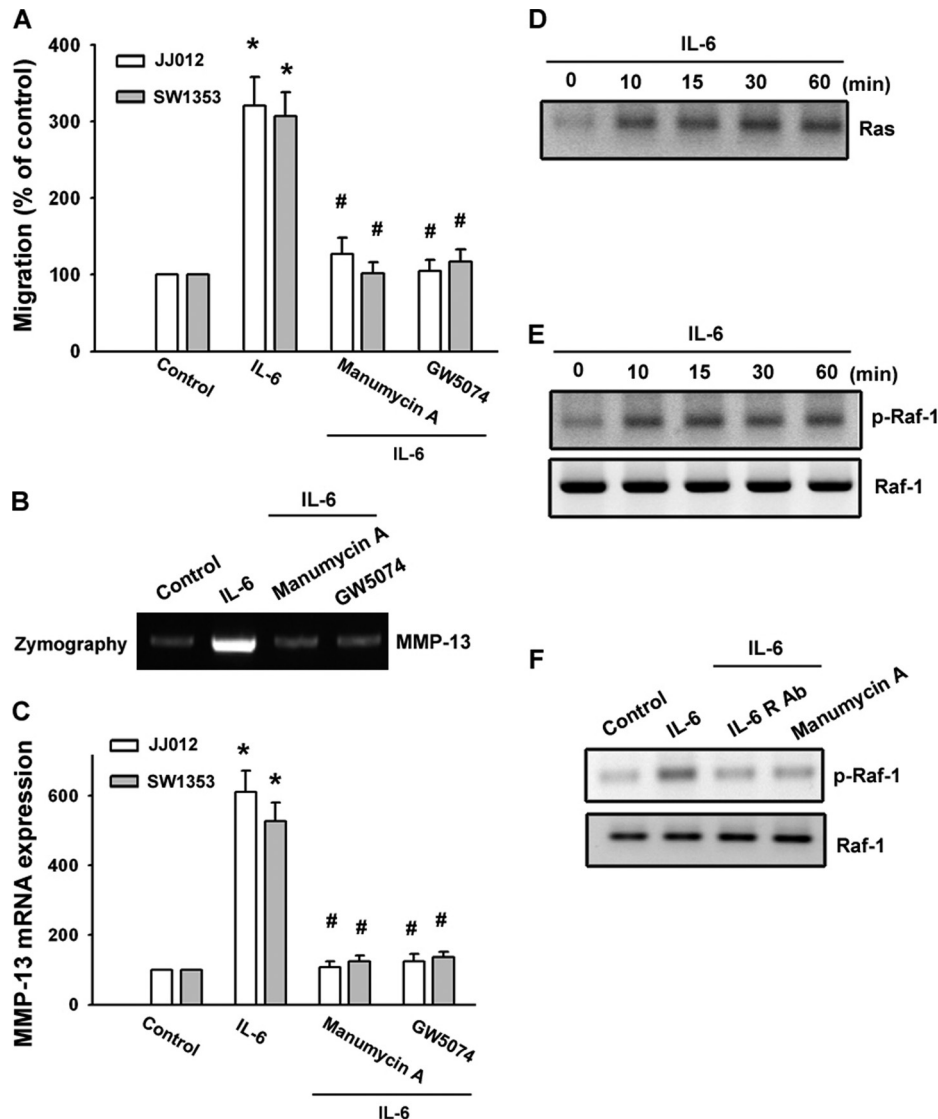 A
Migration (% of control)
400
300
200
100
0
JJ012
SW1353
* *
# # # #
Control
IL-6
Manumycin A
GW5074
IL-6
B
IL-6
Control
IL-6
Manumycin A
GW5074
Zymography
MMP-13
C
MMP-13 mRNA expression
600
400
200
0
JJ012
SW1353
* *
# # # #
Control
IL-6
Manumycin A
GW5074
IL-6
D
IL-6
0 10 15 30 60 (min)
Ras
E
IL-6
0 10 15 30 60 (min)
p-Raf-1
Raf-1
F
IL-6
Control
IL-6
IL-6 R Ab
Manumycin A
p-Raf-1
Raf-1